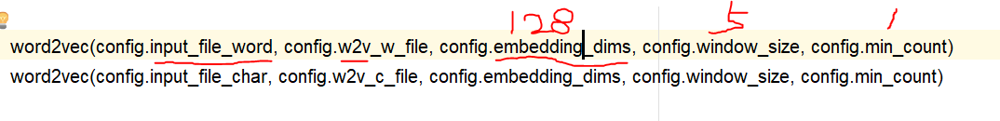 128 5 1
word2vec(config.input_file_word, config.w2v_w_file, config.embedding_dims, config.window_size, config.min_count)
word2vec(config.input_file_char, config.w2v_c_file, config.embedding_dims, config.window_size, config.min_count)